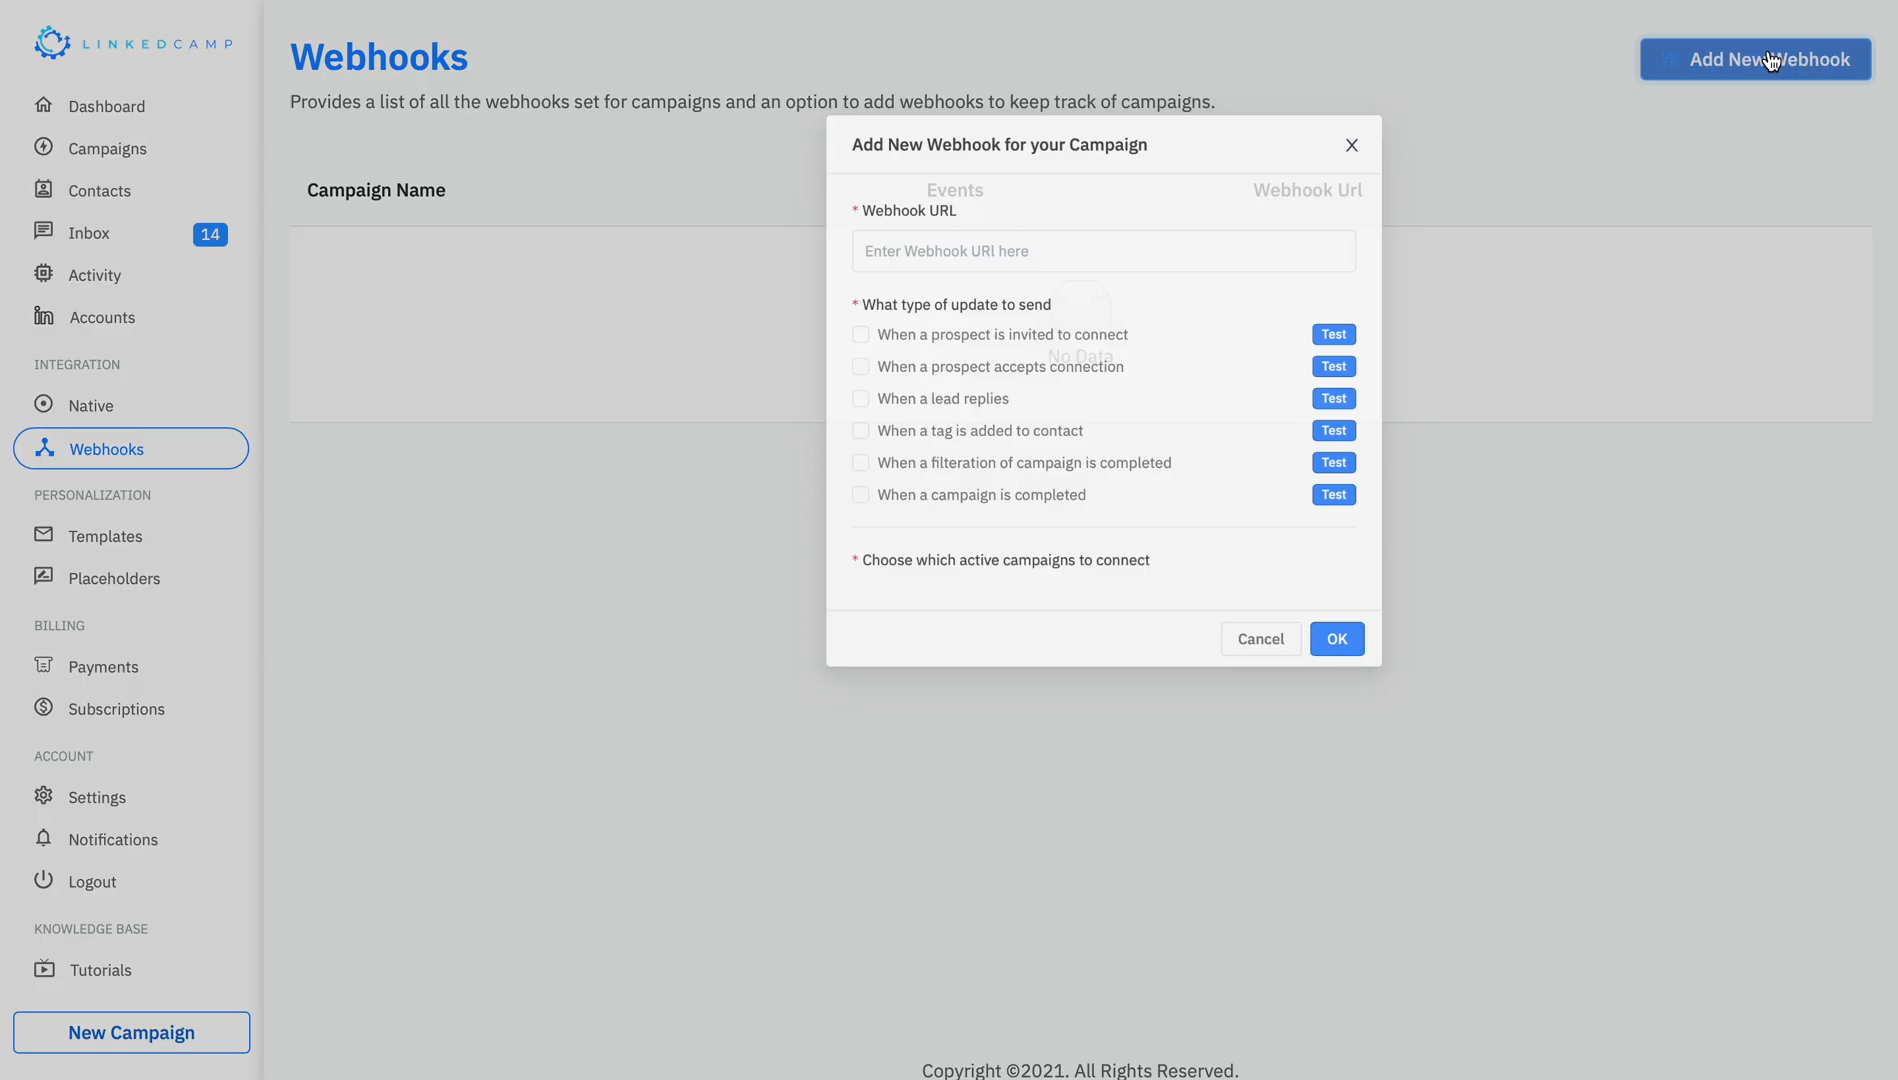 LINKEDCAMP
Dashboard
Campaigns
Contacts
Inbox
14
Activity
Accounts
INTEGRATION
Native
Webhooks
PERSONALIZATION
Templates
Placeholders
BILLING
Payments
Subscriptions
ACCOUNT
Settings
Notifications
Logout
KNOWLEDGE BASE
Tutorials
New Campaign
Webhooks
Add New Webhook
Provides a list of all the webhooks set for campaigns and an option to add webhooks to keep track of campaigns.
Campaign Name
Events
Webhook Url
No Data
Add New Webhook for your Campaign
* Webhook URL
Enter Webhook URl here
* What type of update to send
When a prospect is invited to connect Test
When a prospect accepts connection Test
When a lead replies Test
When a tag is added to contact Test
When a filteration of campaign is completed Test
When a campaign is completed Test
* Choose which active campaigns to connect
Cancel OK
Copyright ©2021. All Rights Reserved.